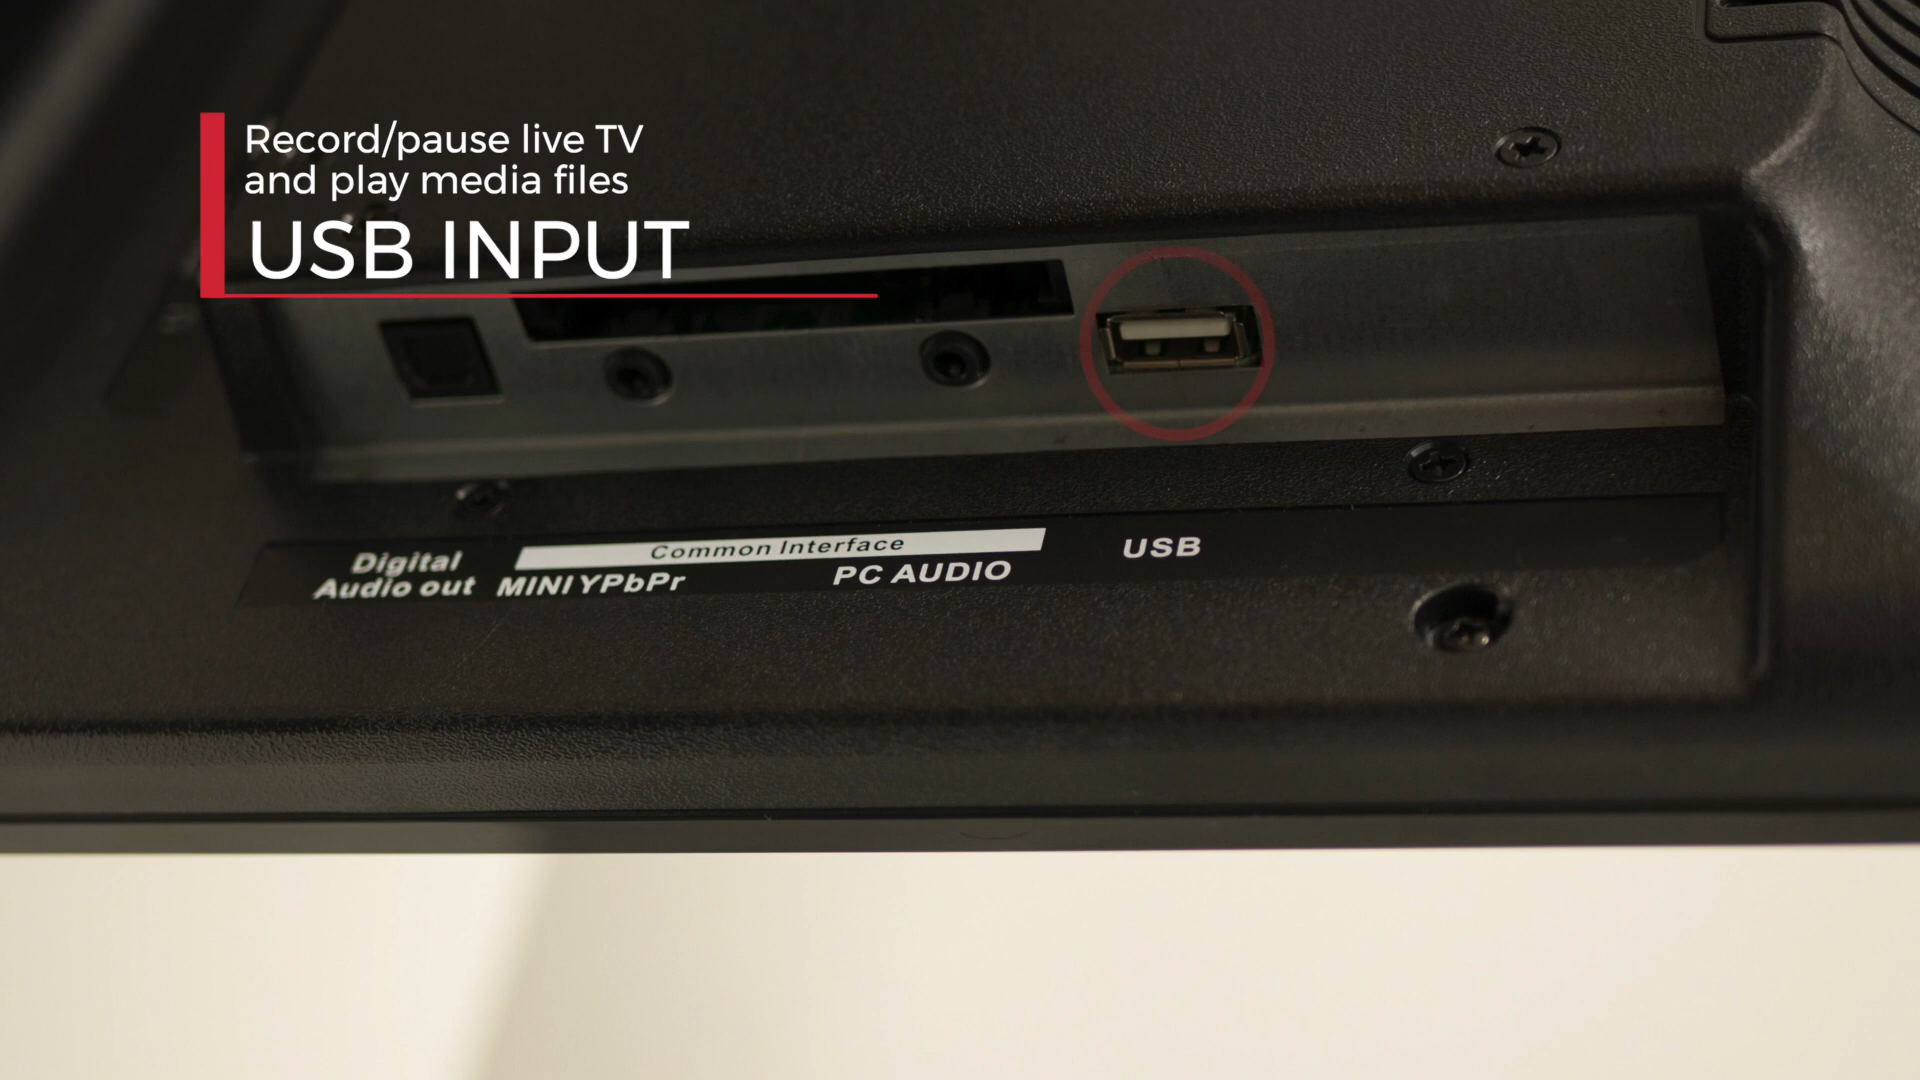 Record/pause live TV
and play media files
USB INPUT
Digital
Audio out
Common Interface
MINI YPbPr
PC AUDIO
USB